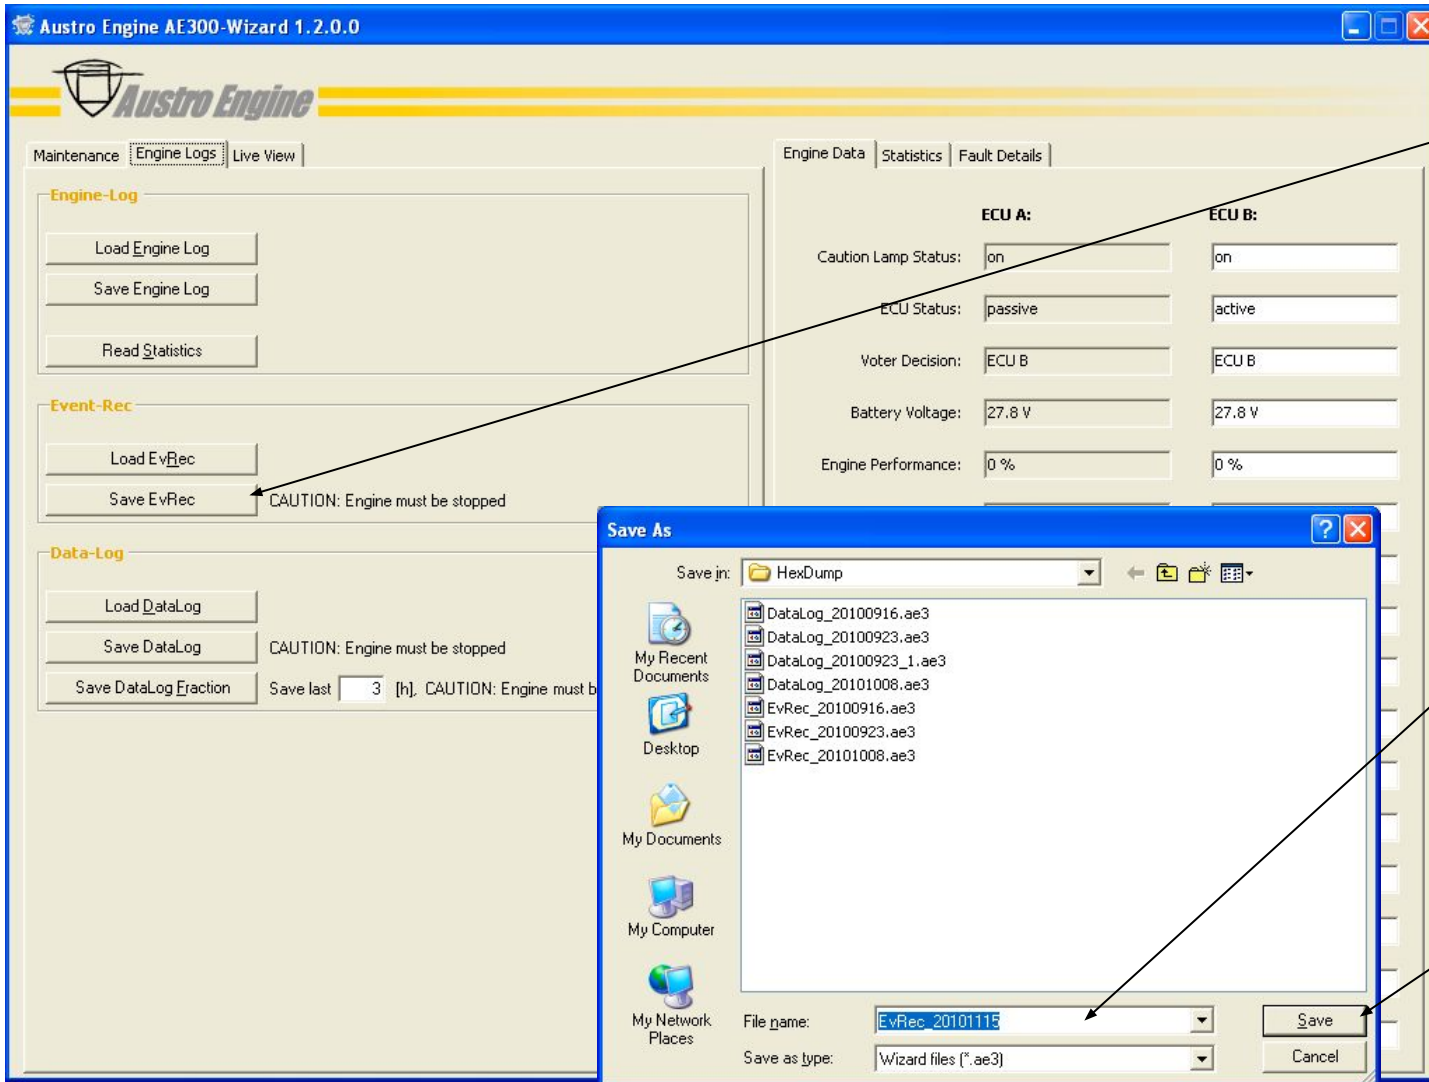 Austro Engine AE300-Wizard 1.2.0.0
Austro Engine
Maintenance Engine Logs Live View
Engine-Log
Load Engine Log
Save Engine Log
Read Statistics
Event-Rec
Load EvRec
Save EvRec CAUTION: Engine must be stopped
Data-Log
Load DataLog
Save DataLog CAUTION: Engine must be stopped
Save DataLog Fraction Save last 3 [h], CAUTION: Engine must b
Engine Data Statistics Fault Details
ECU A: ECU B:
Caution Lamp Status: on on
ECU Status: passive active
Voter Decision: ECU B ECU B
Battery Voltage: 27.8 V 27.8 V
Engine Performance: 0 % 0 %
Save As
Save in: HexDump
My Recent
Documents
Desktop
My Documents
My Computer
My Network
Places
DataLog_20100916.ae3
DataLog_20100923.ae3
DataLog_20100923_1.ae3
DataLog_20101008.ae3
EvRec_20100916.ae3
EvRec_20100923.ae3
EvRec_20101008.ae3
File name: EvRec_20101115 Save
Save as type: Wizard files (*.ae3) Cancel